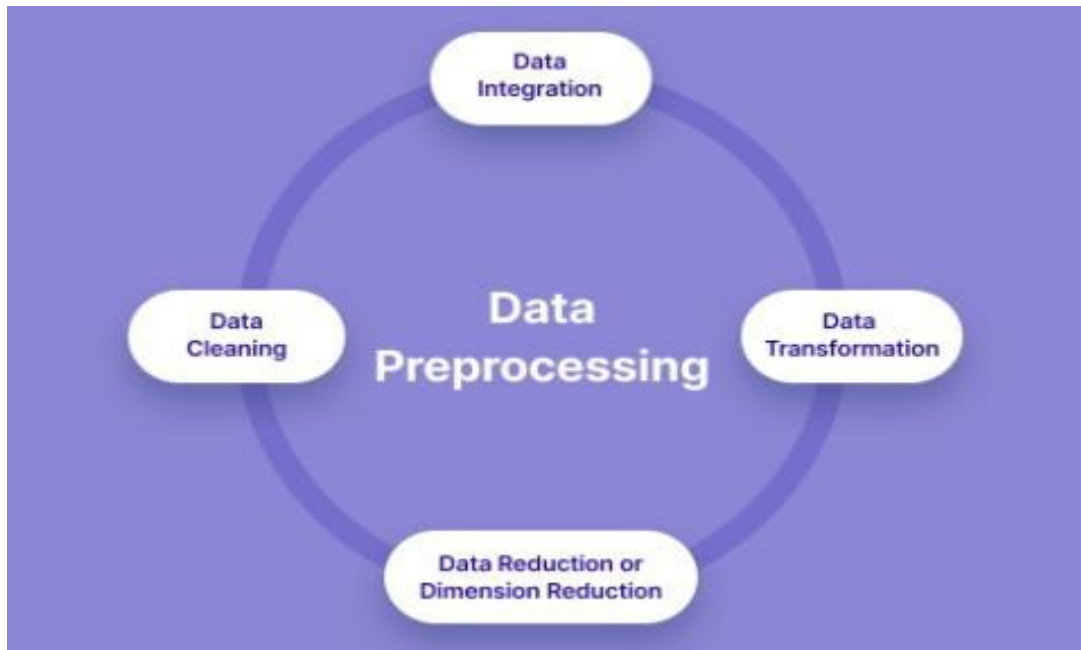 Data
Integration
Data
Cleaning
Data
Preprocessing
Data
Transformation
Data Reduction or
Dimension Reduction